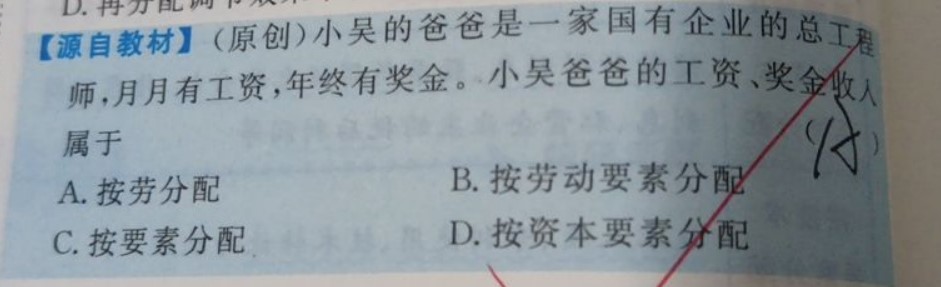 D.再分配调节
【源自教材】(原创)小吴的爸爸是一家国有企业的总工程
师,月月有工资,年终有奖金。小吴爸爸的工资、奖金收入
属于
( )
A.按劳分配
B.按劳动要素分配
C.按要素分配
D.按资本要素分配